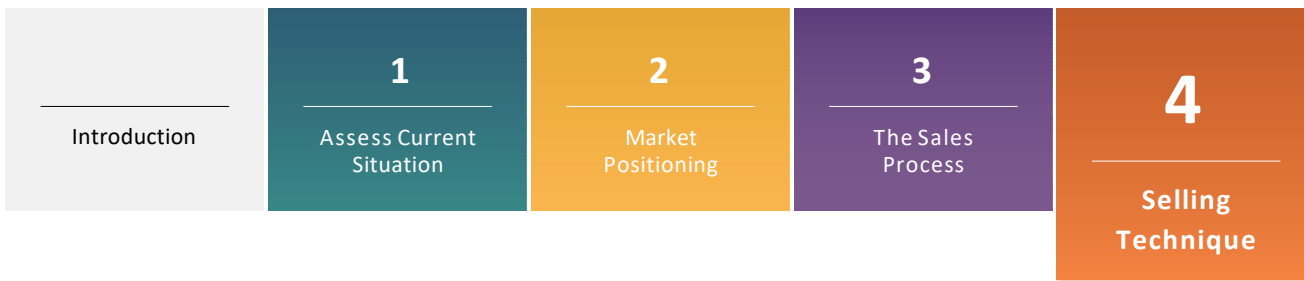 Introduction
1
Assess Current
Situation
2
Market
Positioning
3
The Sales
Process
4
Selling
Technique